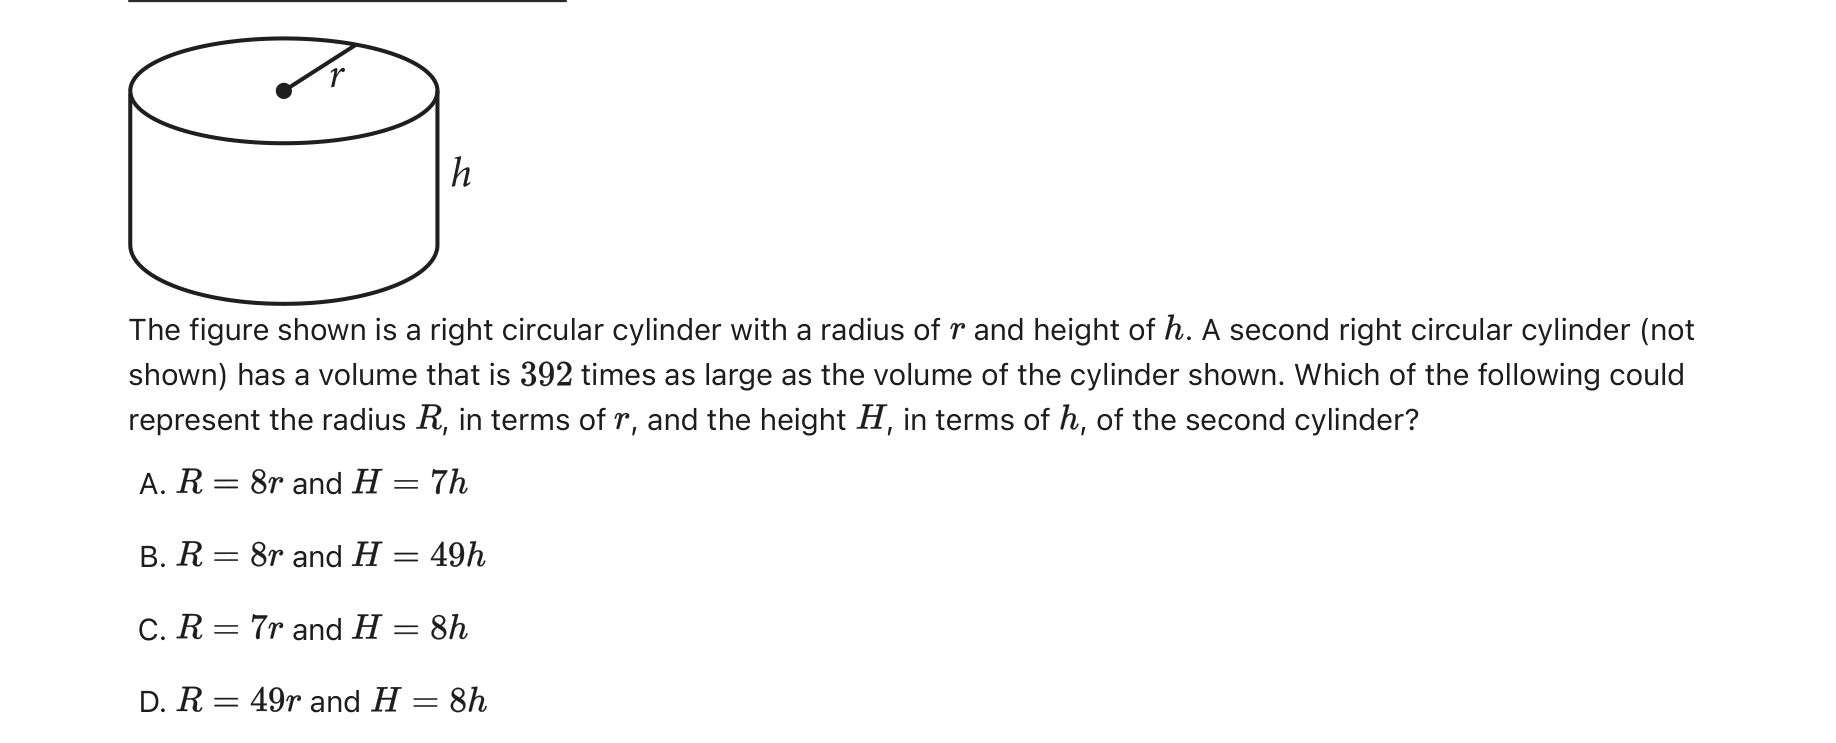 r
h
The figure shown is a right circular cylinder with a radius of r and height of h. A second right circular cylinder (not
shown) has a volume that is 392 times as large as the volume of the cylinder shown. Which of the following could
represent the radius R, in terms of r, and the height H, in terms of h, of the second cylinder?
A. R = 8r and H = 7h
B. R = 8r and H = 49h
C. R = 7r and H = 8h
D. R = 49r and H = 8h